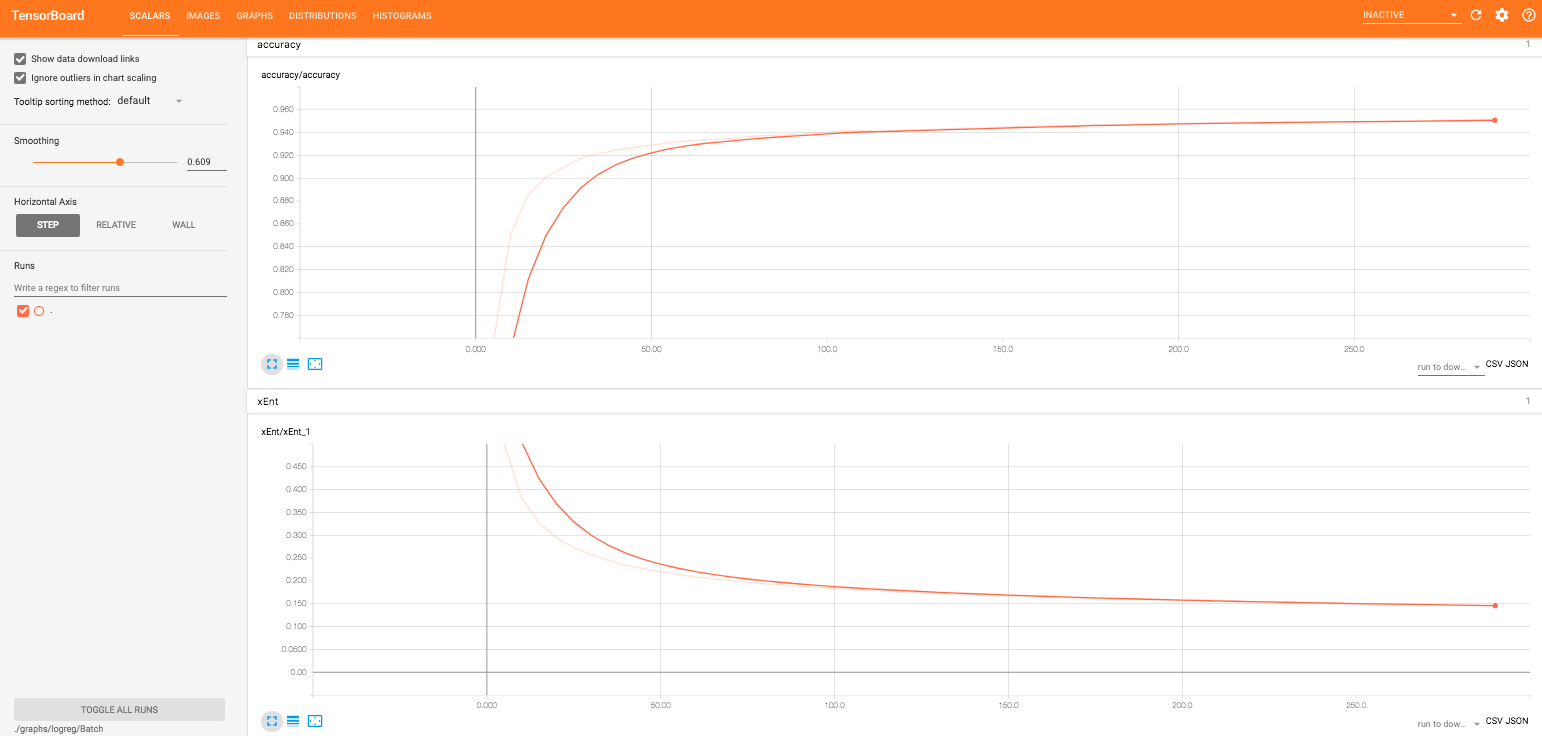 TensorBoard SCALARS IMAGES GRAPHS DISTRIBUTIONS HISTOGRAMS INACTIVE
Show data download links
Ignore outliers in chart scaling
Tooltip sorting method: default
Smoothing
0.609
Horizontal Axis
STEP RELATIVE WALL
Runs
Write a regex to filter runs
.
TOGGLE ALL RUNS
./graphs/logreg/Batch
accuracy 1
accuracy/accuracy
0.960
0.940
0.920
0.900
0.880
0.860
0.840
0.820
0.800
0.780
0.000 50.00 100.0 150.0 200.0 250.0
run to dow... CSV JSON
xEnt 1
xEnt/xEnt_1
0.450
0.400
0.350
0.300
0.250
0.200
0.150
0.100
0.0500
0.00
0.000 50.00 100.0 150.0 200.0 250.0
run to dow... CSV JSON